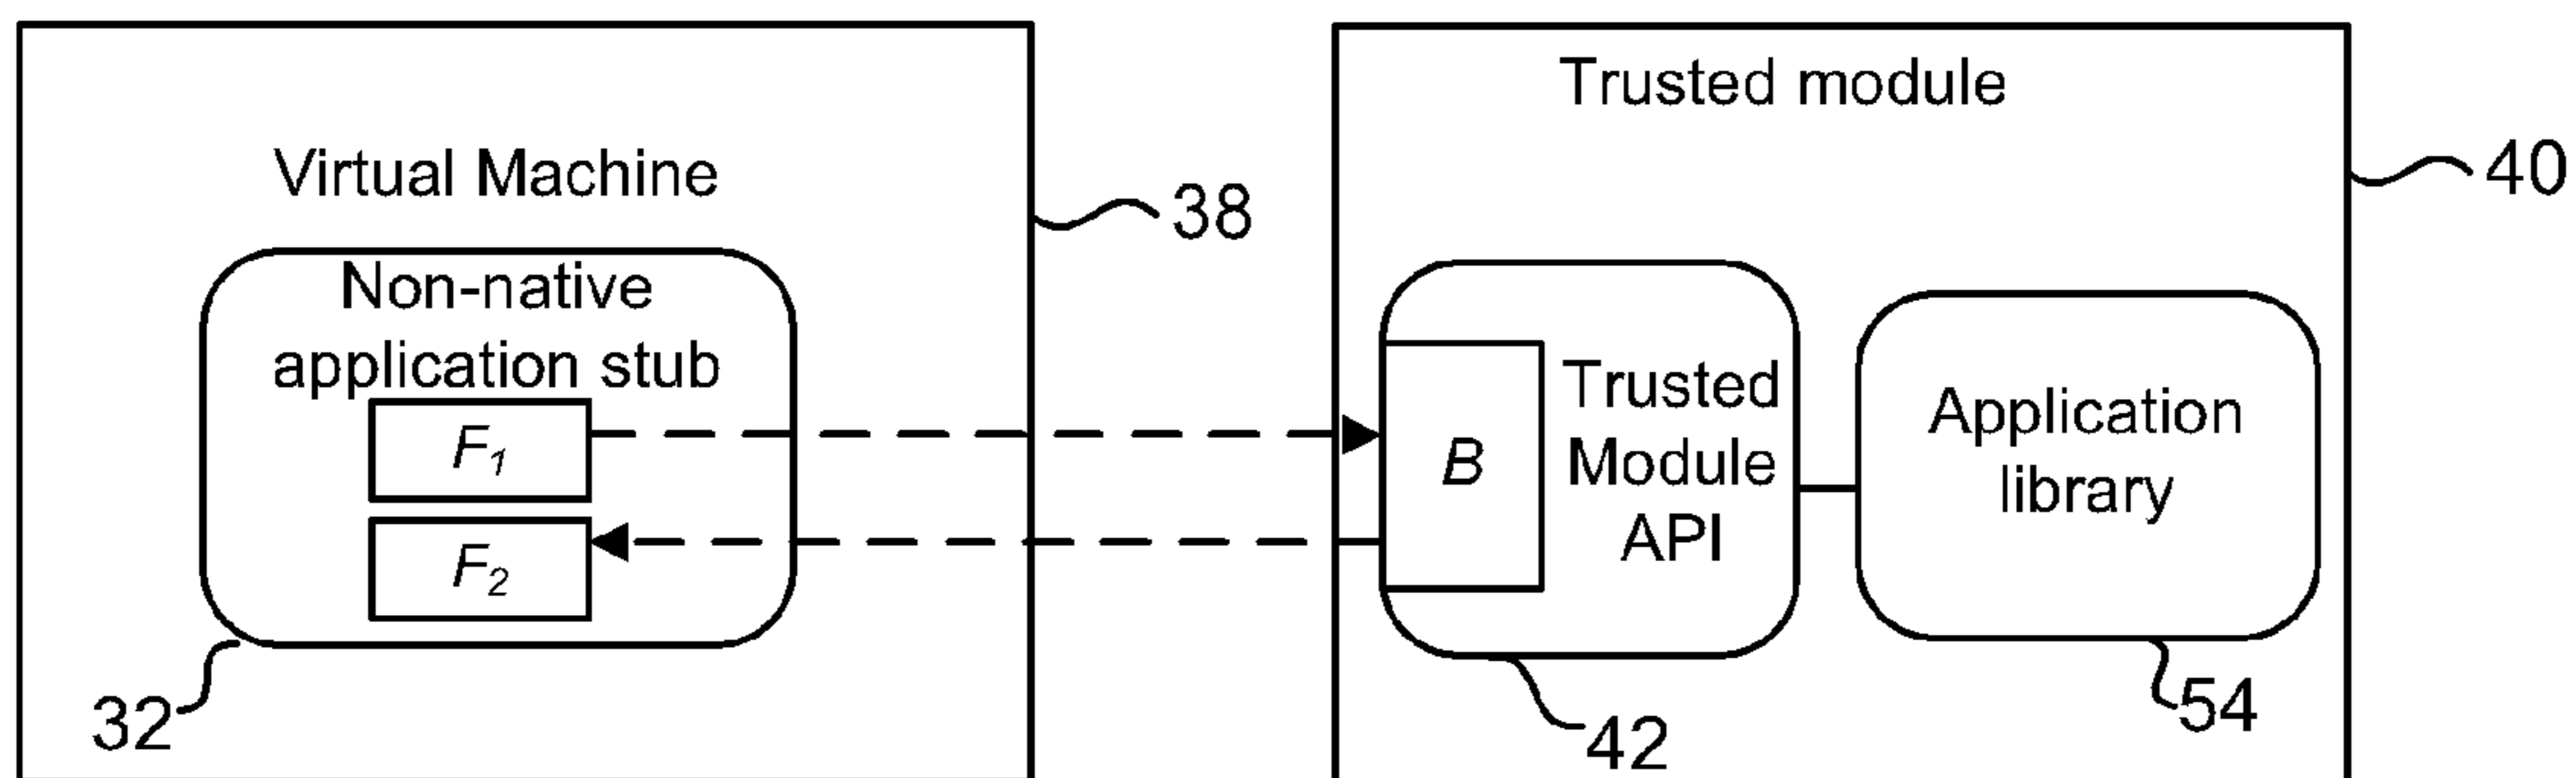 Trusted module
Virtual Machine
40
38
Non-native
application stub
F1
F2
B
Trusted
Module
API
Application
library
32
42
54